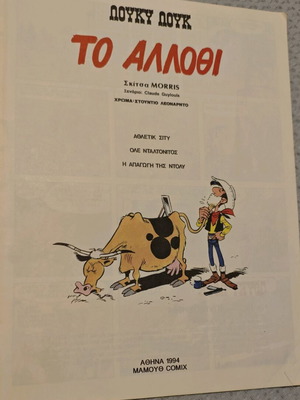 ΛΟΥΚΥ ΛΟΥΚ
ΤΟ ΑΛΛΟΘΙ
Σκίτσα MORRIS
Σενάριο Claude Guylouis
ΧΡΩΜΑ: ΣΤΟΥΝΤΙΟ ΛΕΟΝΑΡΝΤΟ
ΑΘΛΕΤΙΚ ΣΙΤΥ
ΟΛΕ ΝΤΑΛΤΟΝΙΤΟΣ
Η ΑΠΑΓΩΓΗ ΤΗΣ ΝΤΟΛΥ
ΑΘΗΝΑ 1994
ΜΑΜΟΥΘ COMIX